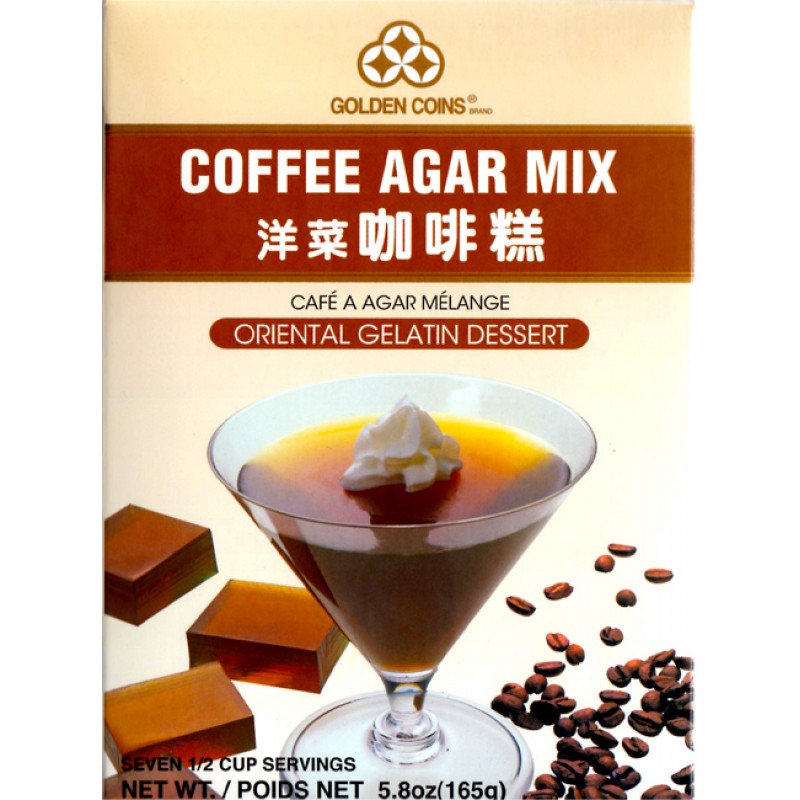 GOLDEN COINS® BRAND
COFFEE AGAR MIX
洋菜咖啡糕
CAFÉ A AGAR MÉLANGE
ORIENTAL GELATIN DESSERT
SEVEN 1/2 CUP SERVINGS
NET WT. / POIDS NET 5.8oz(165g)